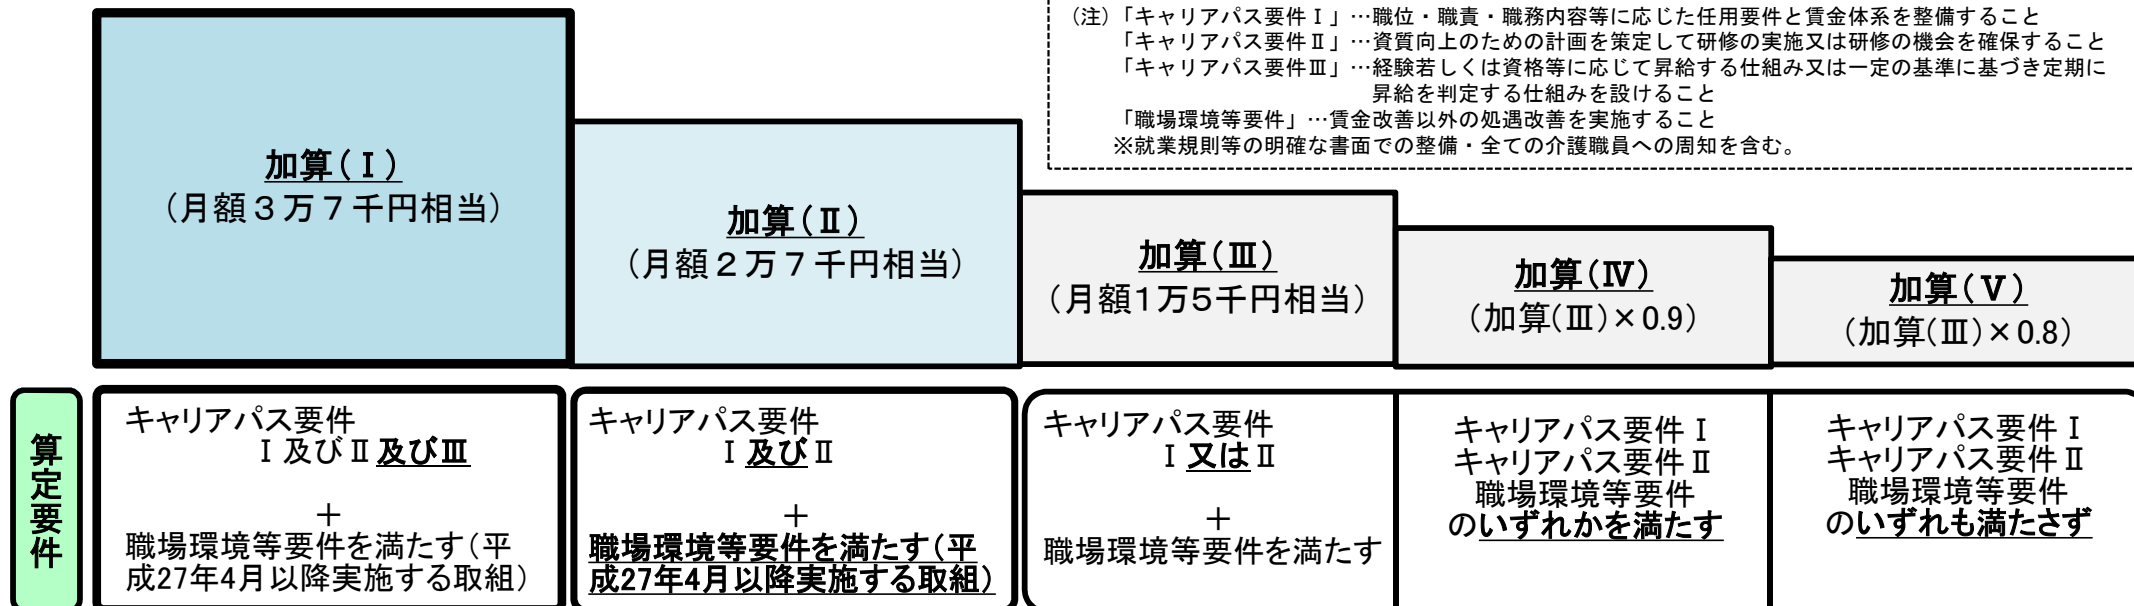 (注)「キャリアパス要件Ⅰ」…職位・職責・職務内容等に応じた任用要件と賃金体系を整備すること
「キャリアパス要件Ⅱ」…資質向上のための計画を策定して研修の実施又は研修の機会を確保すること
「キャリアパス要件Ⅲ」…経験若しくは資格等に応じて昇給する仕組み又は一定の基準に基づき定期に
昇給を判定する仕組みを設けること
「職場環境等要件」…賃金改善以外の処遇改善を実施すること
※就業規則等の明確な書面での整備・全ての介護職員への周知を含む。
加算(Ⅰ)
(月額３万７千円相当)
加算(Ⅱ)
(月額２万７千円相当)
加算(Ⅲ)
(月額1万5千円相当)
加算(Ⅳ)
(加算(Ⅲ)×0.9)
加算(Ⅴ)
(加算(Ⅲ)×0.8)
算定要件
キャリアパス要件
Ⅰ及びⅡ及びⅢ
＋
職場環境等要件を満たす(平
成27年4月以降実施する取組)
キャリアパス要件
Ⅰ及びⅡ
＋
職場環境等要件を満たす(平
成27年4月以降実施する取組)
キャリアパス要件
Ⅰ又はⅡ
＋
職場環境等要件を満たす
キャリアパス要件Ⅰ
キャリアパス要件Ⅱ
職場環境等要件
のいずれかを満たす
キャリアパス要件Ⅰ
キャリアパス要件Ⅱ
職場環境等要件
のいずれも満たさず